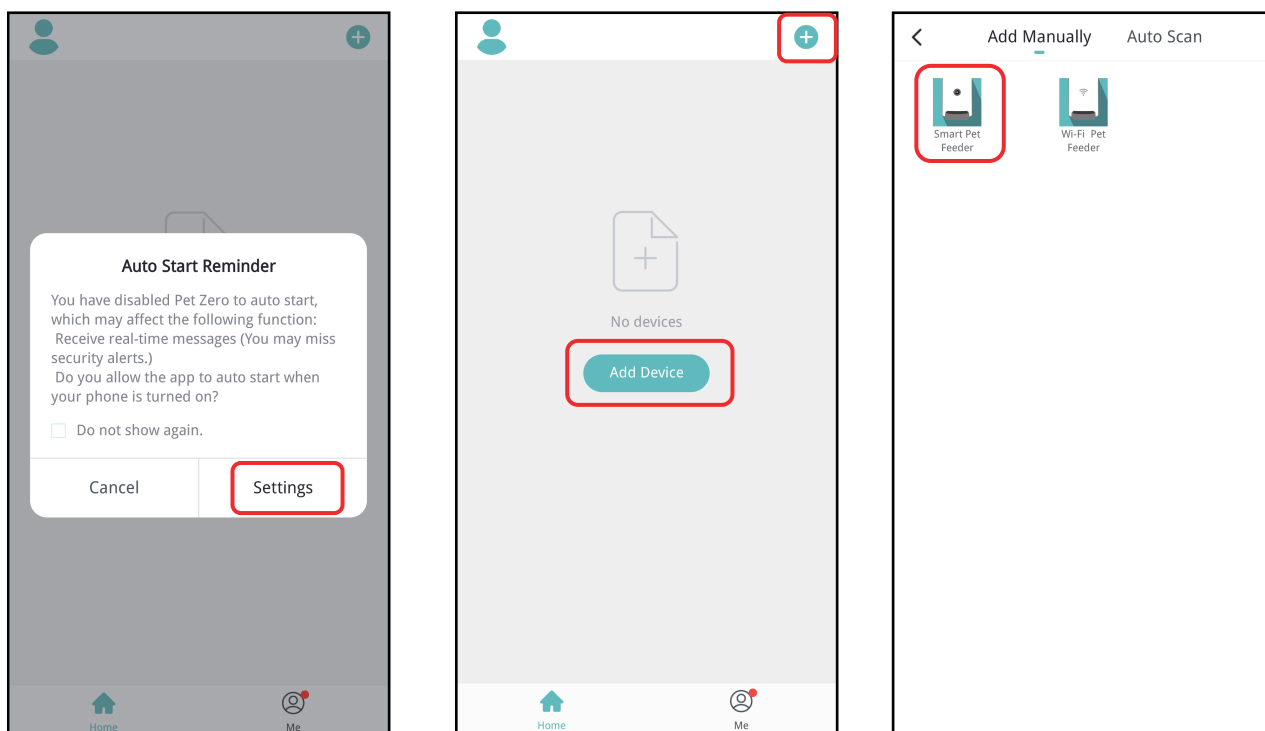 Auto Start Reminder
You have disabled Pet Zero to auto start,
which may affect the following function:
Receive real-time messages (You may miss
security alerts.)
Do you allow the app to auto start when
your phone is turned on?
Do not show again.
Cancel
Settings
Home
Me
No devices
Add Device
Home
Me
Add Manually
Auto Scan
Smart Pet
Feeder
Wi-Fi Pet
Feeder